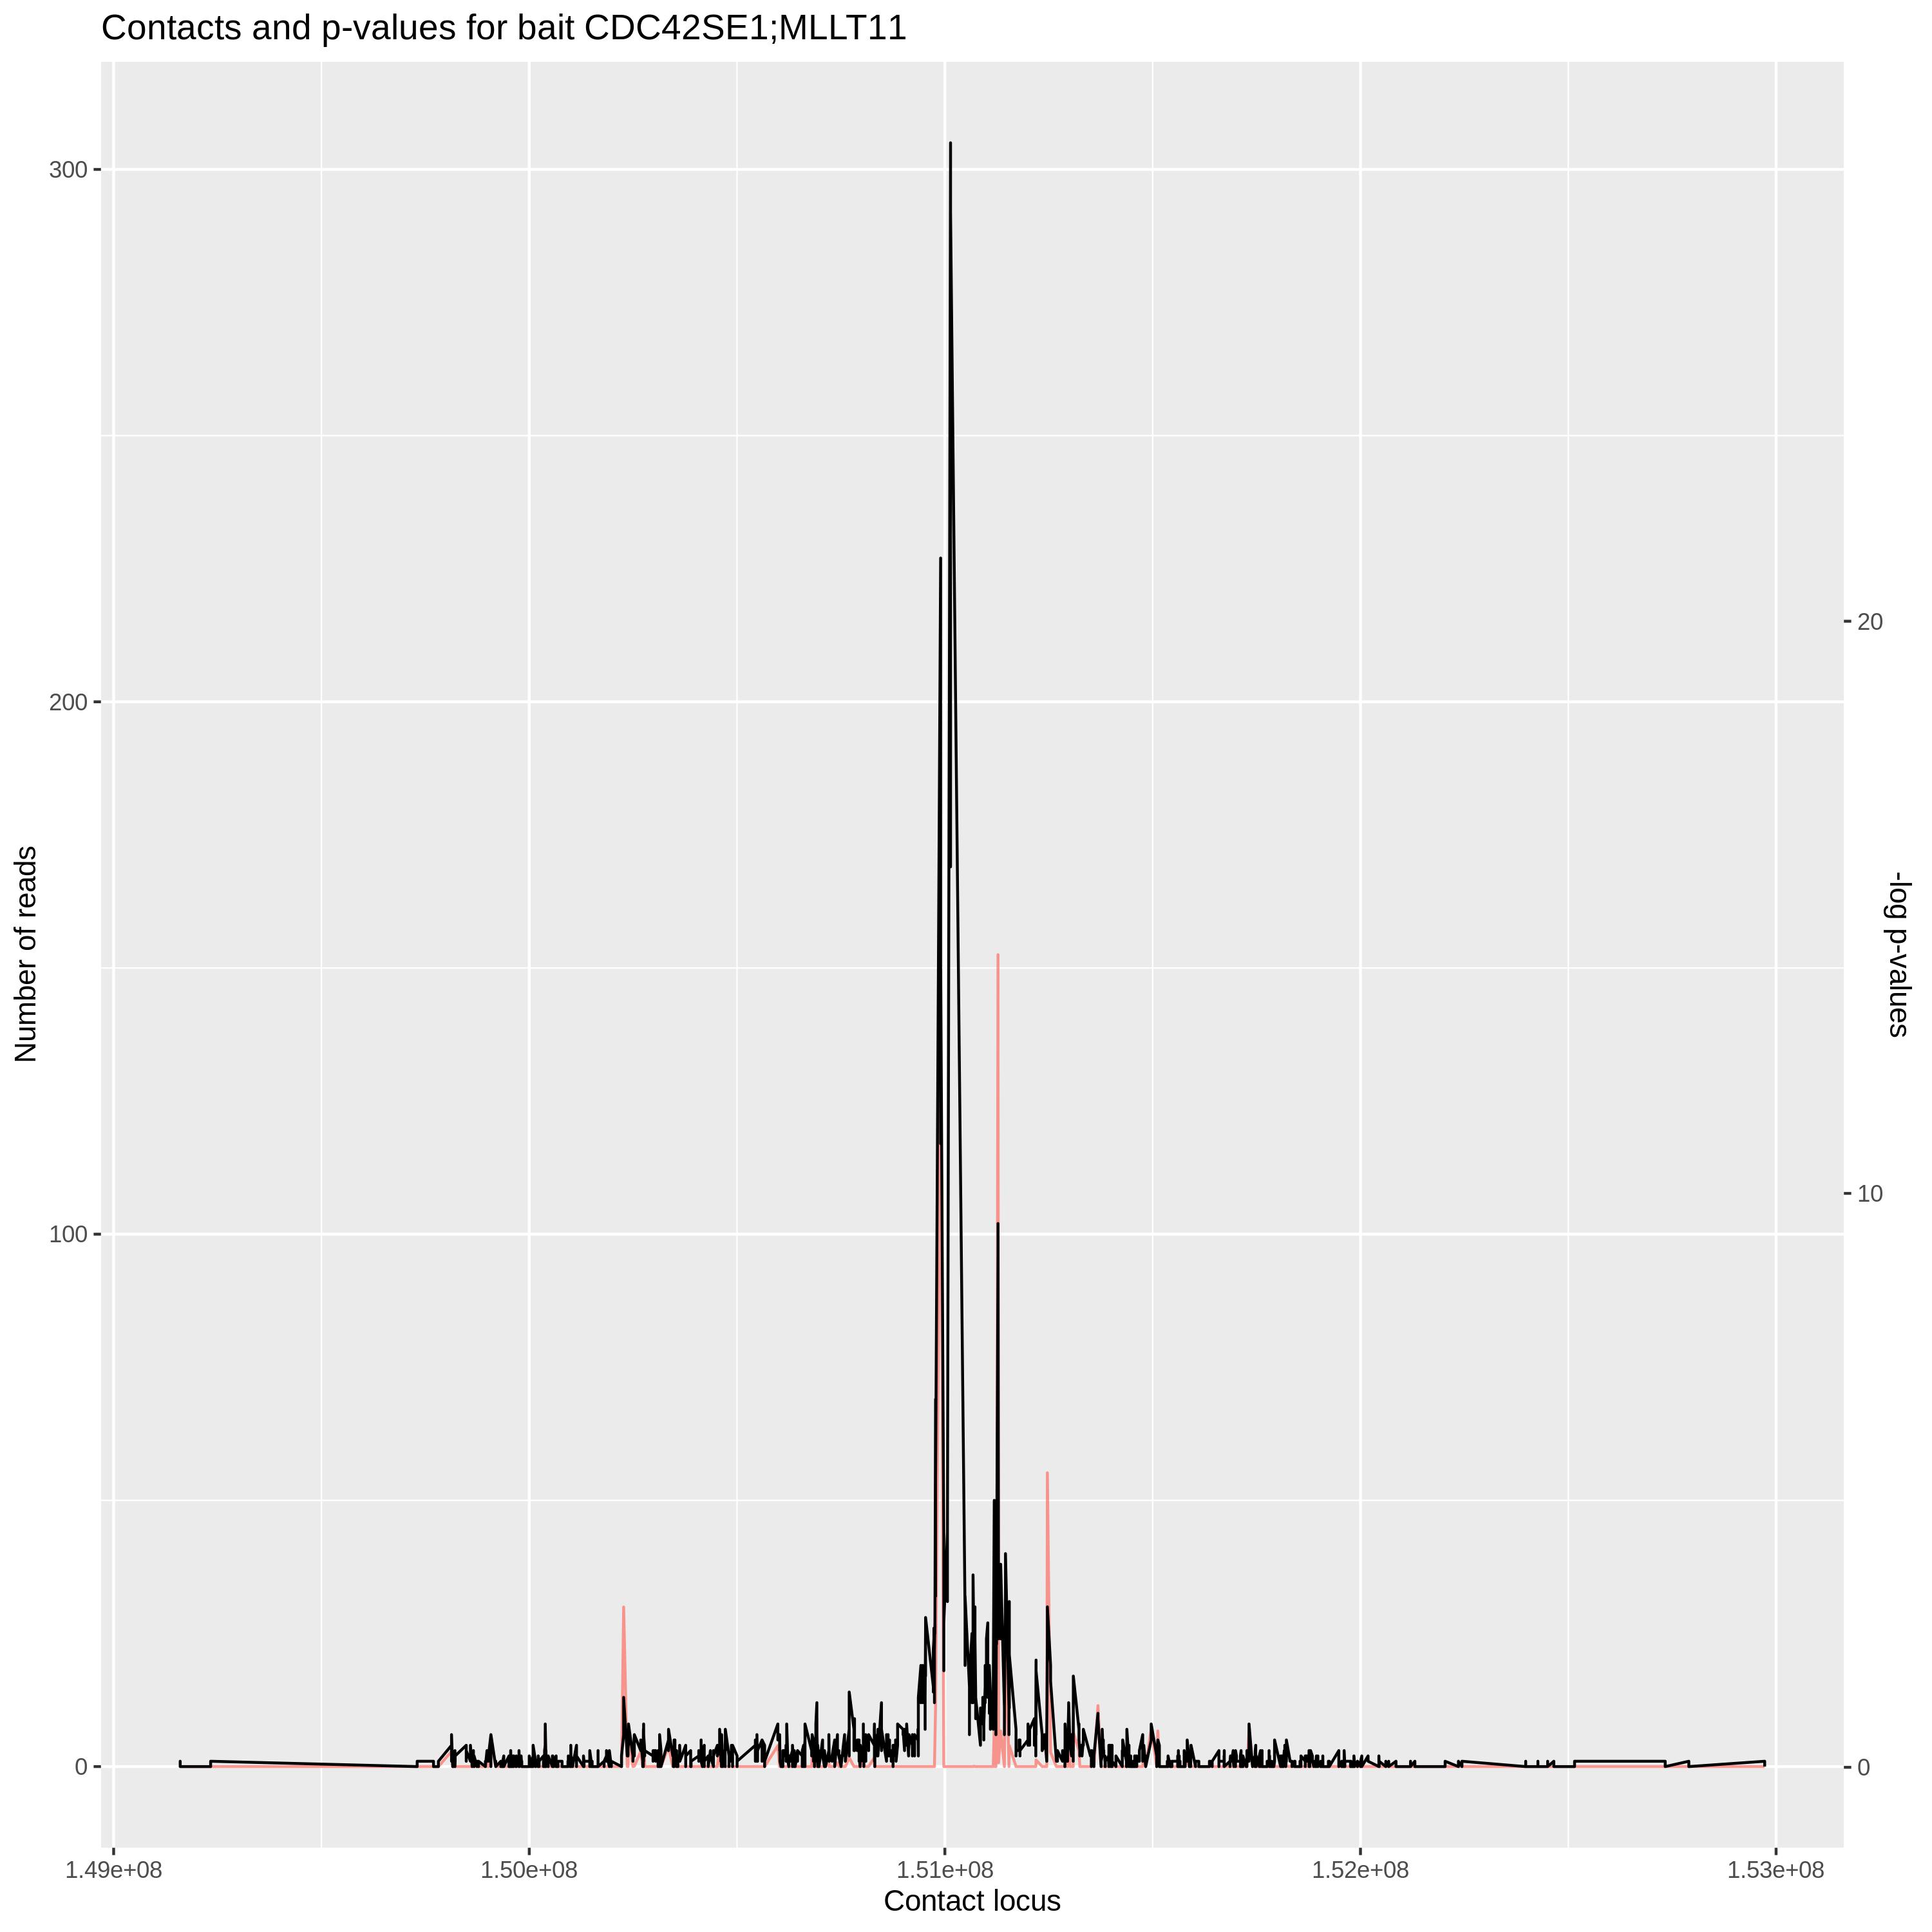 Contacts and p-values for bait CDC42SE1;MLLT11
300
200
100
0
Number of reads
20
10
0
-log p-values
1.49e+08 1.50e+08 1.51e+08 1.52e+08 1.53e+08
Contact locus